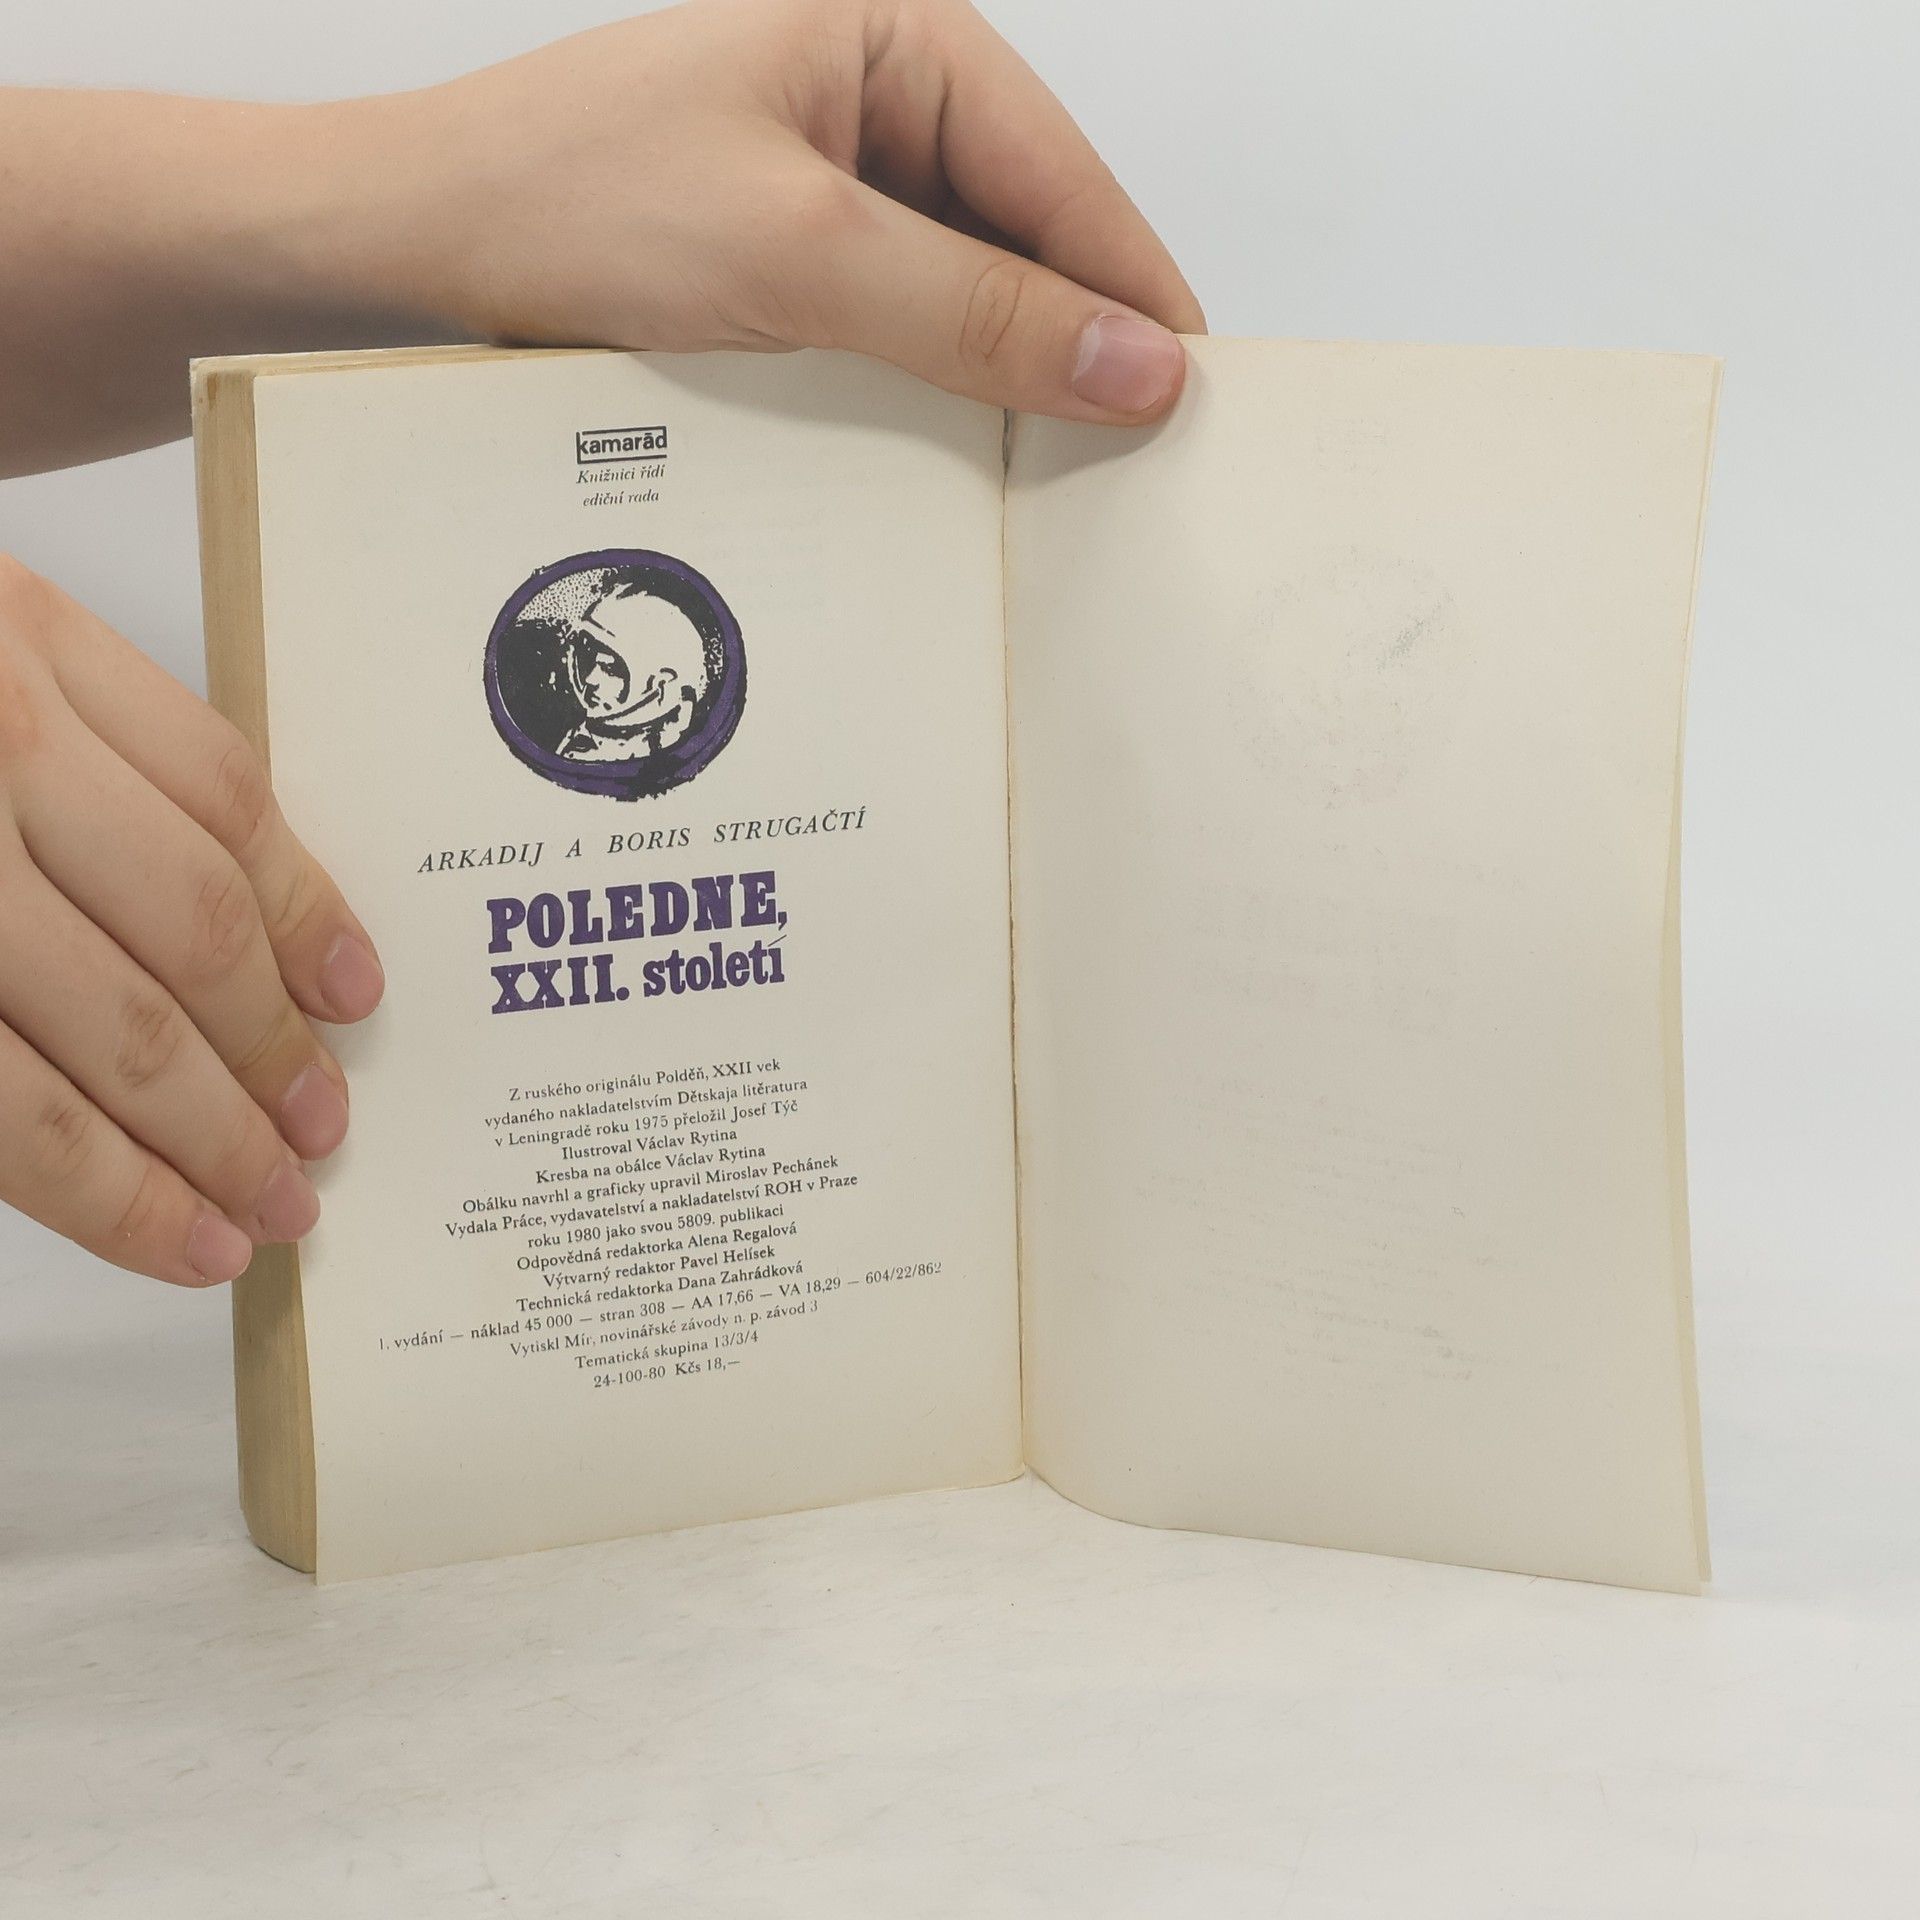 kamarád
Knižnici řídí
ediční rada
ARKADIJ A BORIS STRUGAČTÍ
POLEDNE,
XXII. století
Z ruského originálu Polděň, XXII vek
vydaného nakladatelstvím Dětskaja litěratura
v Leningradě roku 1975 přeložil Josef Týč
Ilustroval Václav Rytina
Kresba na obálce Václav Rytina
Obálku navrhl a graficky upravil Miroslav Pechánek
Vydala Práce, vydavatelství a nakladatelství ROH v Praze
roku 1980 jako svou 5809. publikaci
Odpovědná redaktorka Alena Regalová
Výtvarný redaktor Pavel Helísek
Technická redaktorka Dana Zahrádková
1. vydání — náklad 45 000 — stran 308 — AA 17,66 — VA 18,29 — 604/22/862
Vytiskl Mír, novinářské závody n. p. závod 3
Tematická skupina 13/3/4
24-100-80 Kčs 18,—